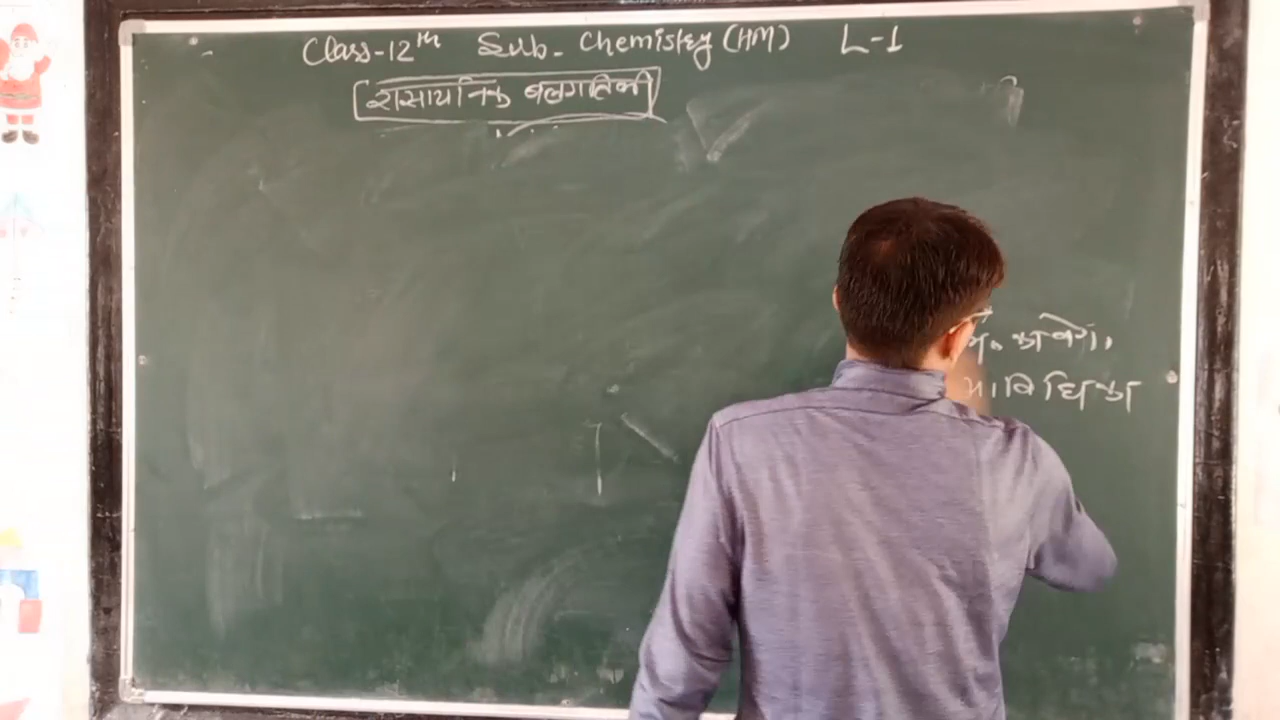 Class-12th Sub- Chemistry (HM) L-1
रासायनिक बलगतिकी
का वेग।
क्रियाविधि का